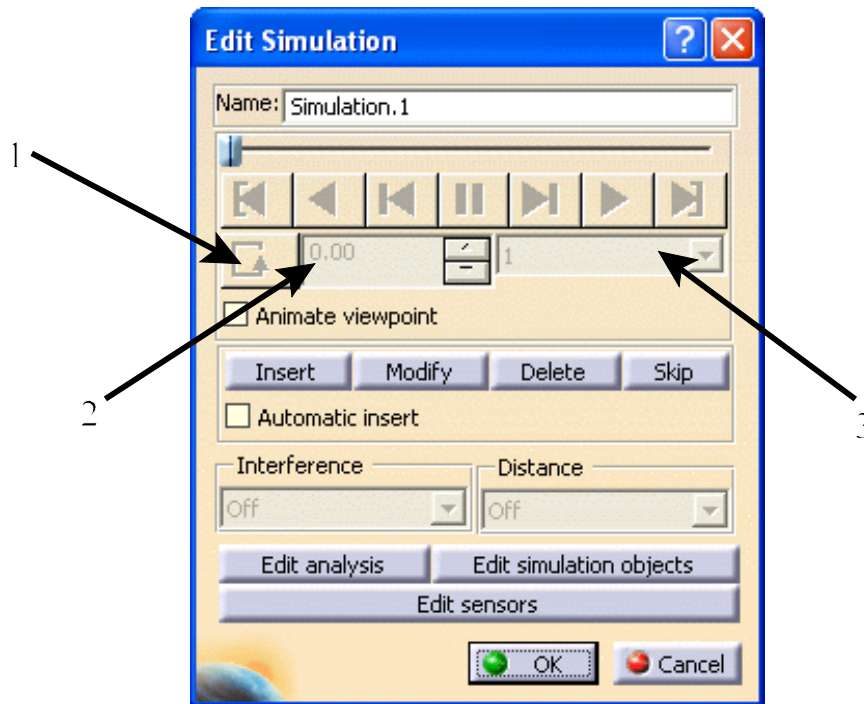 Edit Simulation
Name: Simulation.1
1
0.00 1
Animate viewpoint
Insert Modify Delete Skip
2
3
Automatic insert
Interference Distance
Off Off
Edit analysis Edit simulation objects
Edit sensors
OK Cancel